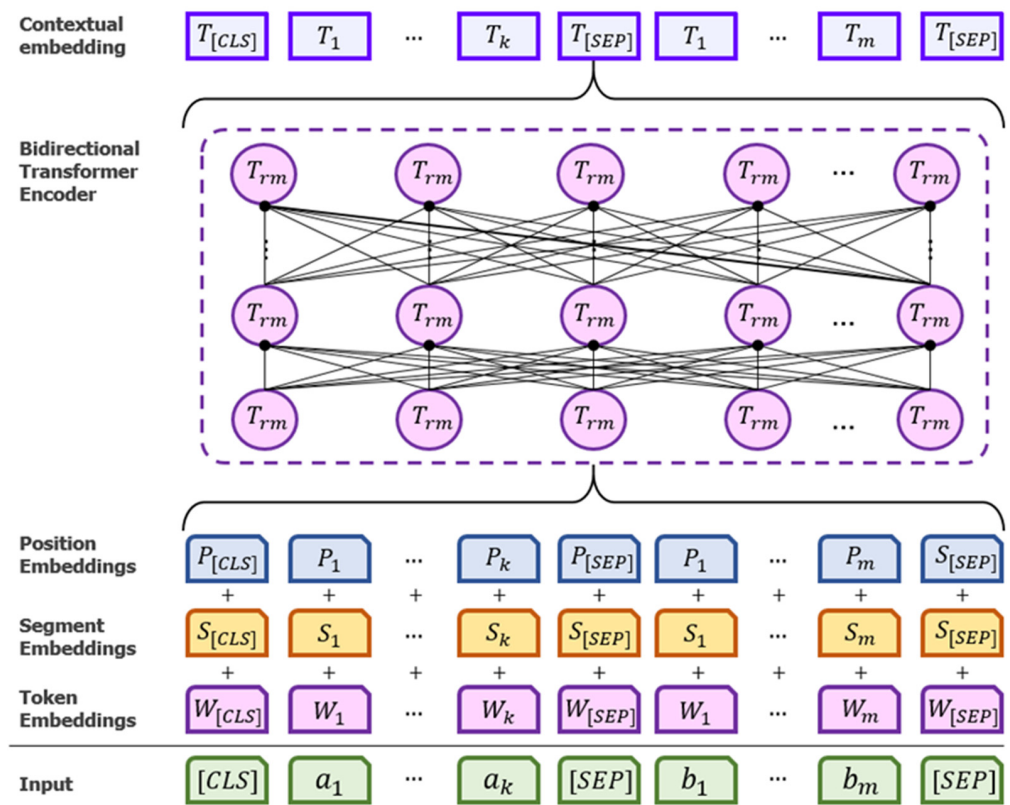 Contextual embedding
T[CLS] T1 ... Tk T[SEP] T1 ... Tm T[SEP]
Bidirectional Transformer Encoder
Trm Trm Trm Trm ... Trm
Trm Trm Trm Trm ... Trm
Trm Trm Trm Trm ... Trm
Position Embeddings
P[CLS] P1 ... Pk P[SEP] P1 ... Pm S[SEP]
+ + + + + + + + +
Segment Embeddings
S[CLS] S1 ... Sk S[SEP] S1 ... Sm S[SEP]
+ + + + + + + + +
Token Embeddings
W[CLS] W1 ... Wk W[SEP] W1 ... Wm W[SEP]
Input
[CLS] a1 ... ak [SEP] b1 ... bm [SEP]